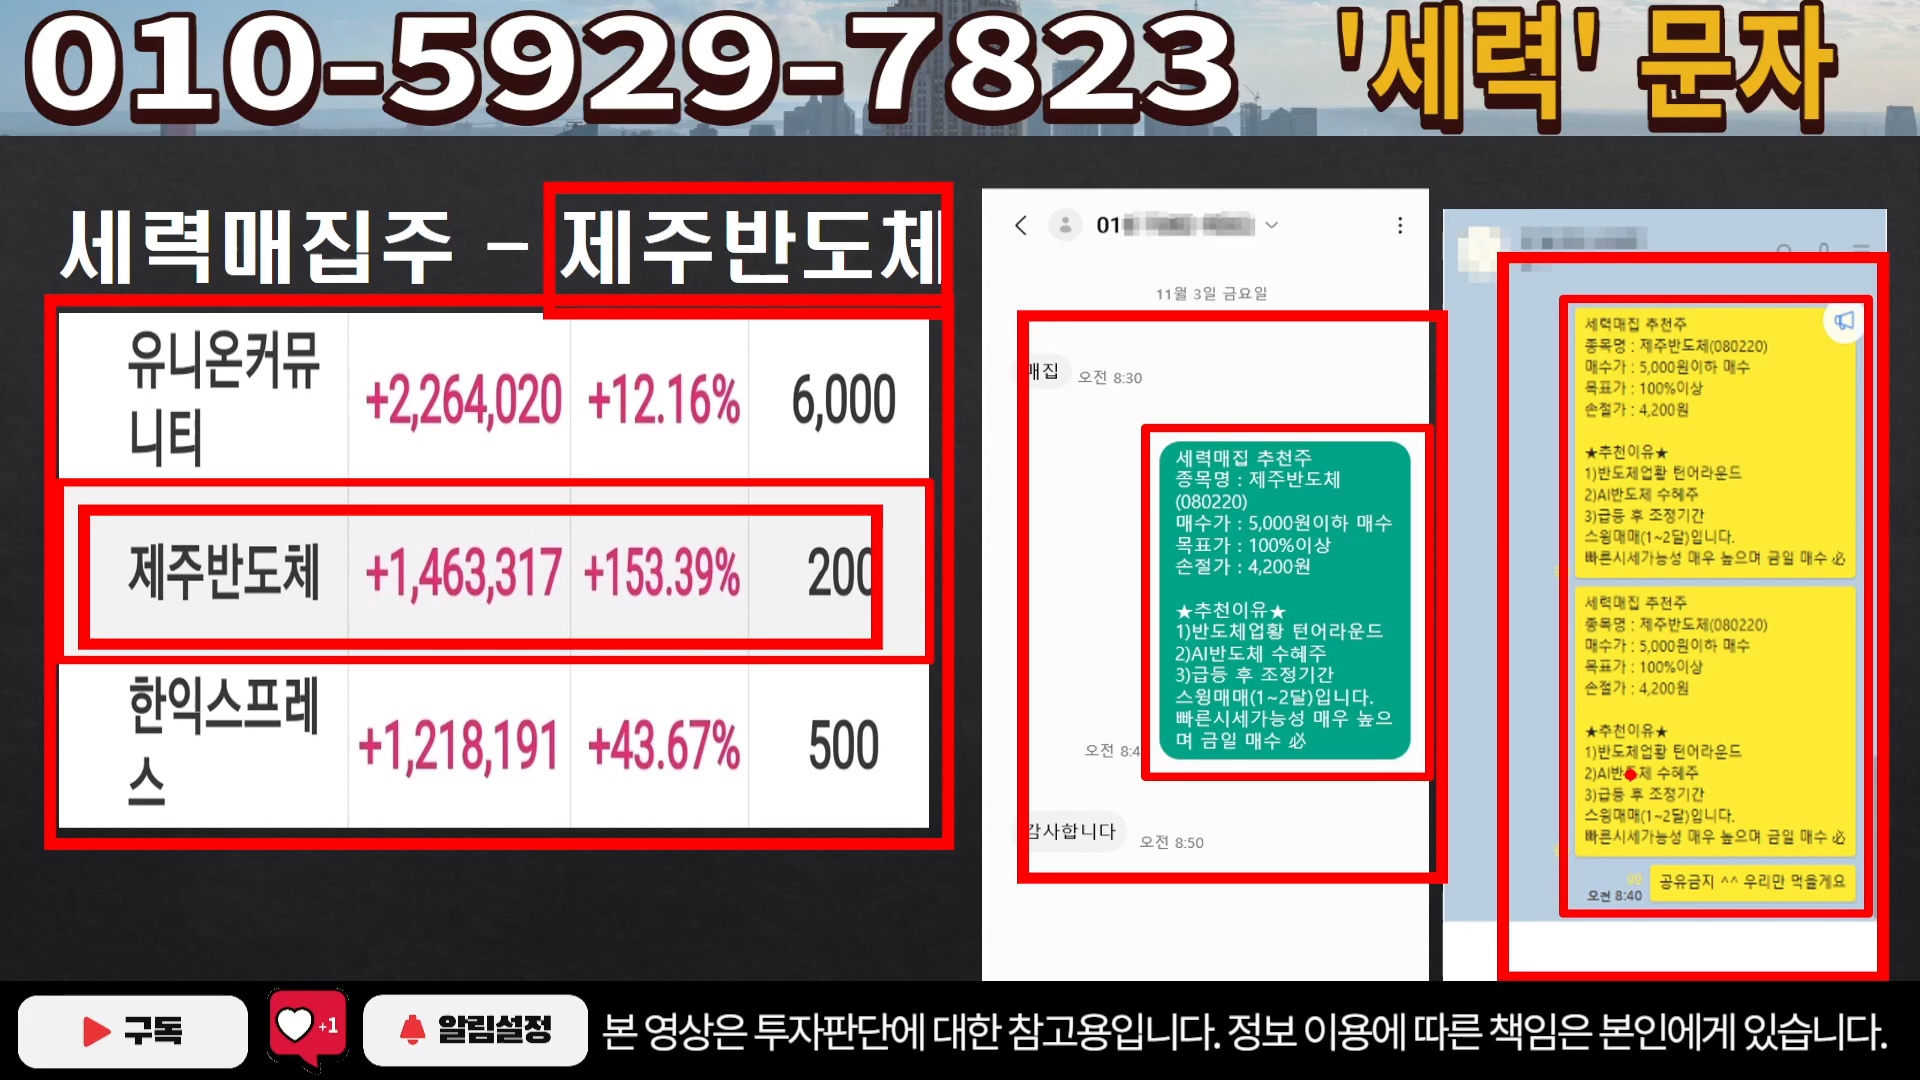 010-5929-7823 '세력' 문자
세력매집주 - 제주반도체
유니온커뮤
니티
+2,264,020 +12.16% 6,000
제주반도체 +1,463,317 +153.39% 200
한익스프레
스
+1,218,191 +43.67% 500
01
11월 3일 금요일
매집
오전 8:30
세력매집 추천주
종목명 : 제주반도체
(080220)
매수가 : 5,000원이하 매수
목표가 : 100%이상
손절가 : 4,200원
★추천이유★
1)반도체업황 턴어라운드
2)AI반도체 수혜주
3)급등 후 조정기간
스윙매매(1~2달)입니다.
빠른시세가능성 매우 높으
며 금일 매수 必
오전 8:4
감사합니다
오전 8:50
세력매집 추천주
종목명 : 제주반도체(080220)
매수가 : 5,000원이하 매수
목표가 : 100%이상
손절가 : 4,200원
★추천이유★
1)반도체업황 턴어라운드
2)AI반도체 수혜주
3)급등 후 조정기간
스윙매매(1~2달)입니다.
빠른시세가능성 매우 높으며 금일 매수 必
세력매집 추천주
종목명 : 제주반도체(080220)
매수가 : 5,000원이하 매수
목표가 : 100%이상
손절가 : 4,200원
★추천이유★
1)반도체업황 턴어라운드
2)AI반도체 수혜주
3)급등 후 조정기간
스윙매매(1~2달)입니다.
빠른시세가능성 매우 높으며 금일 매수 必
공유금지 ^^ 우리만 먹을게요
오전 8:40
구독
+1
알림설정
본 영상은 투자판단에 대한 참고용입니다. 정보 이용에 따른 책임은 본인에게 있습니다.